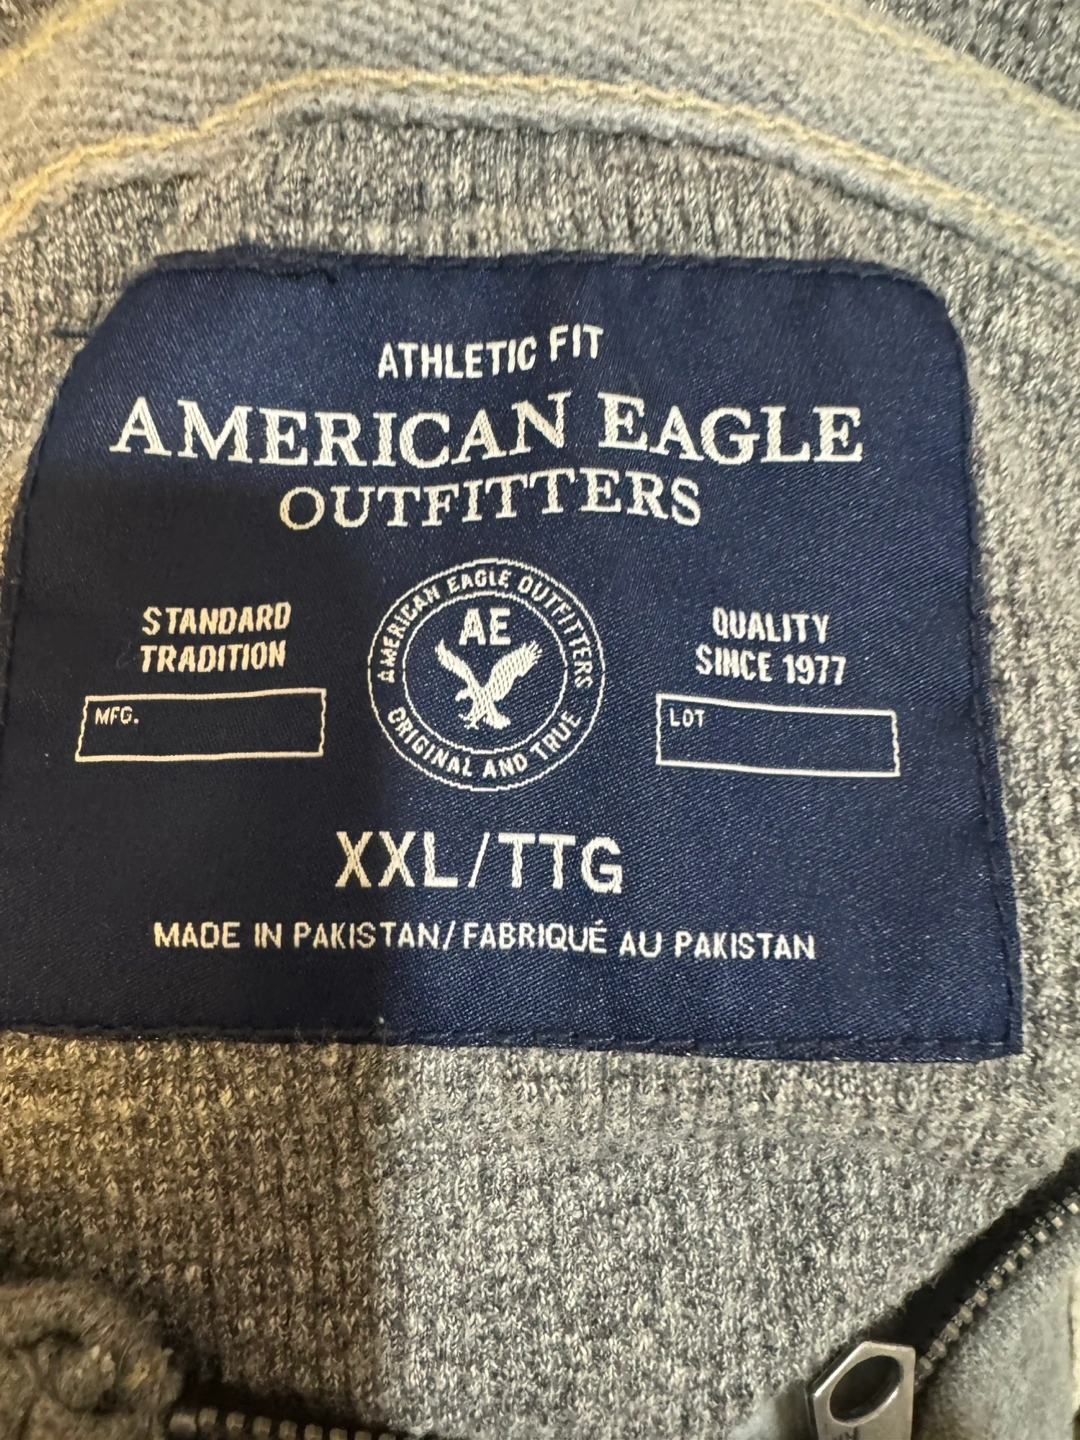 ATHLETIC FIT
AMERICAN EAGLE
OUTFITTERS
STANDARD
TRADITION
MFG.
AMERICAN EAGLE OUTFITTERS
AE
ORIGINAL AND TRUE
QUALITY
SINCE 1977
LOT
XXL/TTG
MADE IN PAKISTAN/FABRIQUÉ AU PAKISTAN